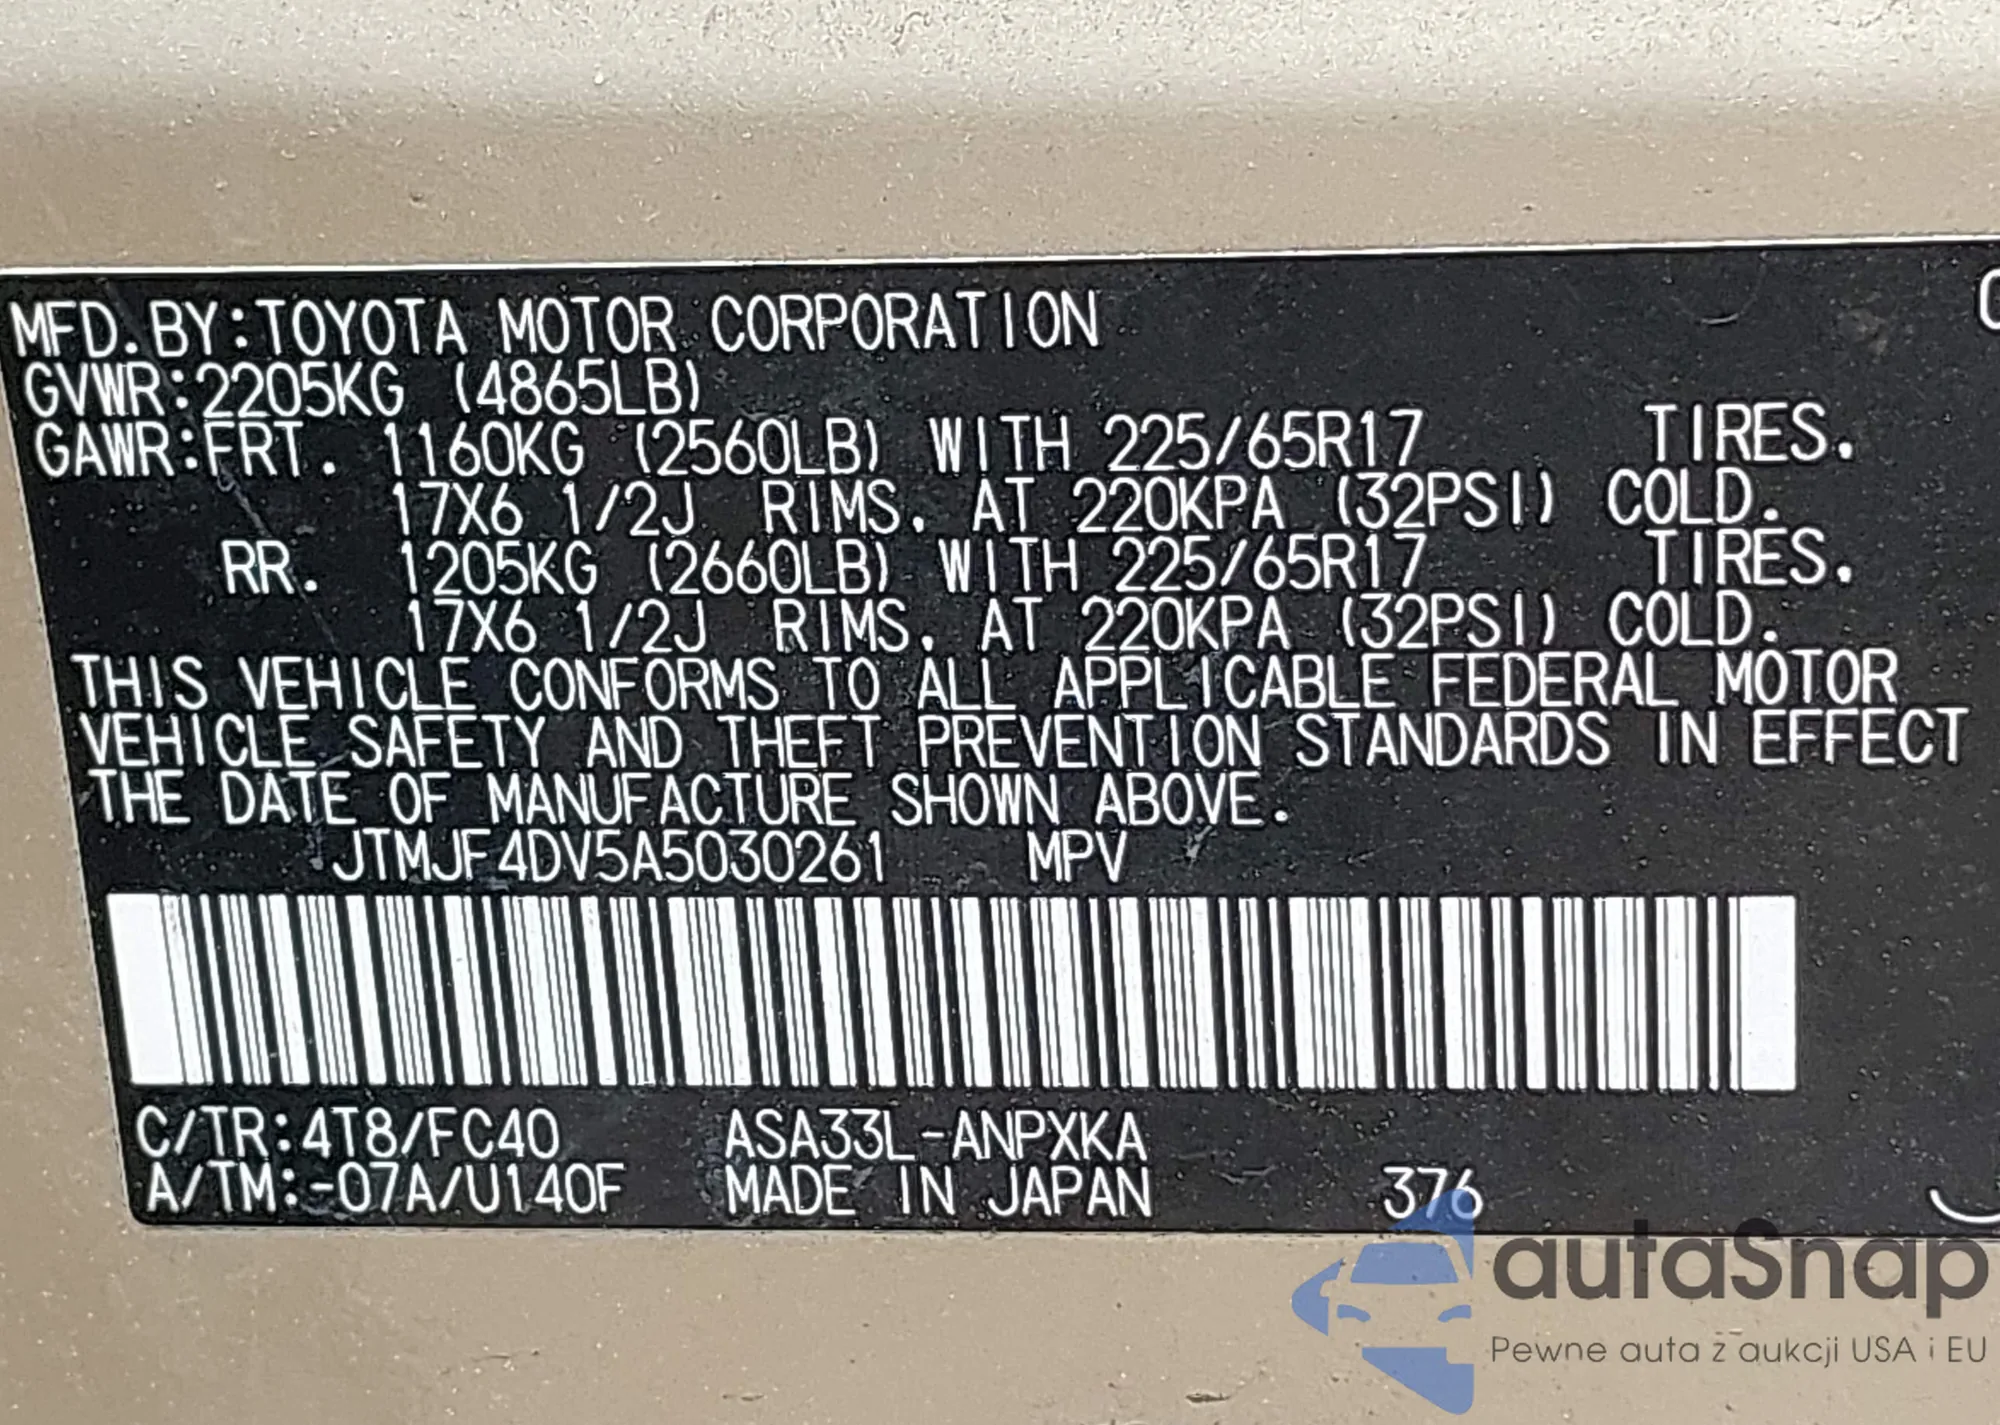 MFD.BY:TOYOTA MOTOR CORPORATION
GVWR:2205KG (4865LB)
GAWR:FRT. 1160KG (2560LB) WITH 225/65R17 TIRES.
17X6 1/2J RIMS. AT 220KPA (32PSI) COLD.
RR. 1205KG (2660LB) WITH 225/65R17 TIRES.
17X6 1/2J RIMS. AT 220KPA (32PSI) COLD.
THIS VEHICLE CONFORMS TO ALL APPLICABLE FEDERAL MOTOR
VEHICLE SAFETY AND THEFT PREVENTION STANDARDS IN EFFECT
THE DATE OF MANUFACTURE SHOWN ABOVE.
JTMJF4DV5A5030261 MPV
C/TR:4T8/FC40 ASA33L-ANPXKA
A/TM:-07A/U140F MADE IN JAPAN 376
autaSnap
Pewne auta z aukcji USA i EU